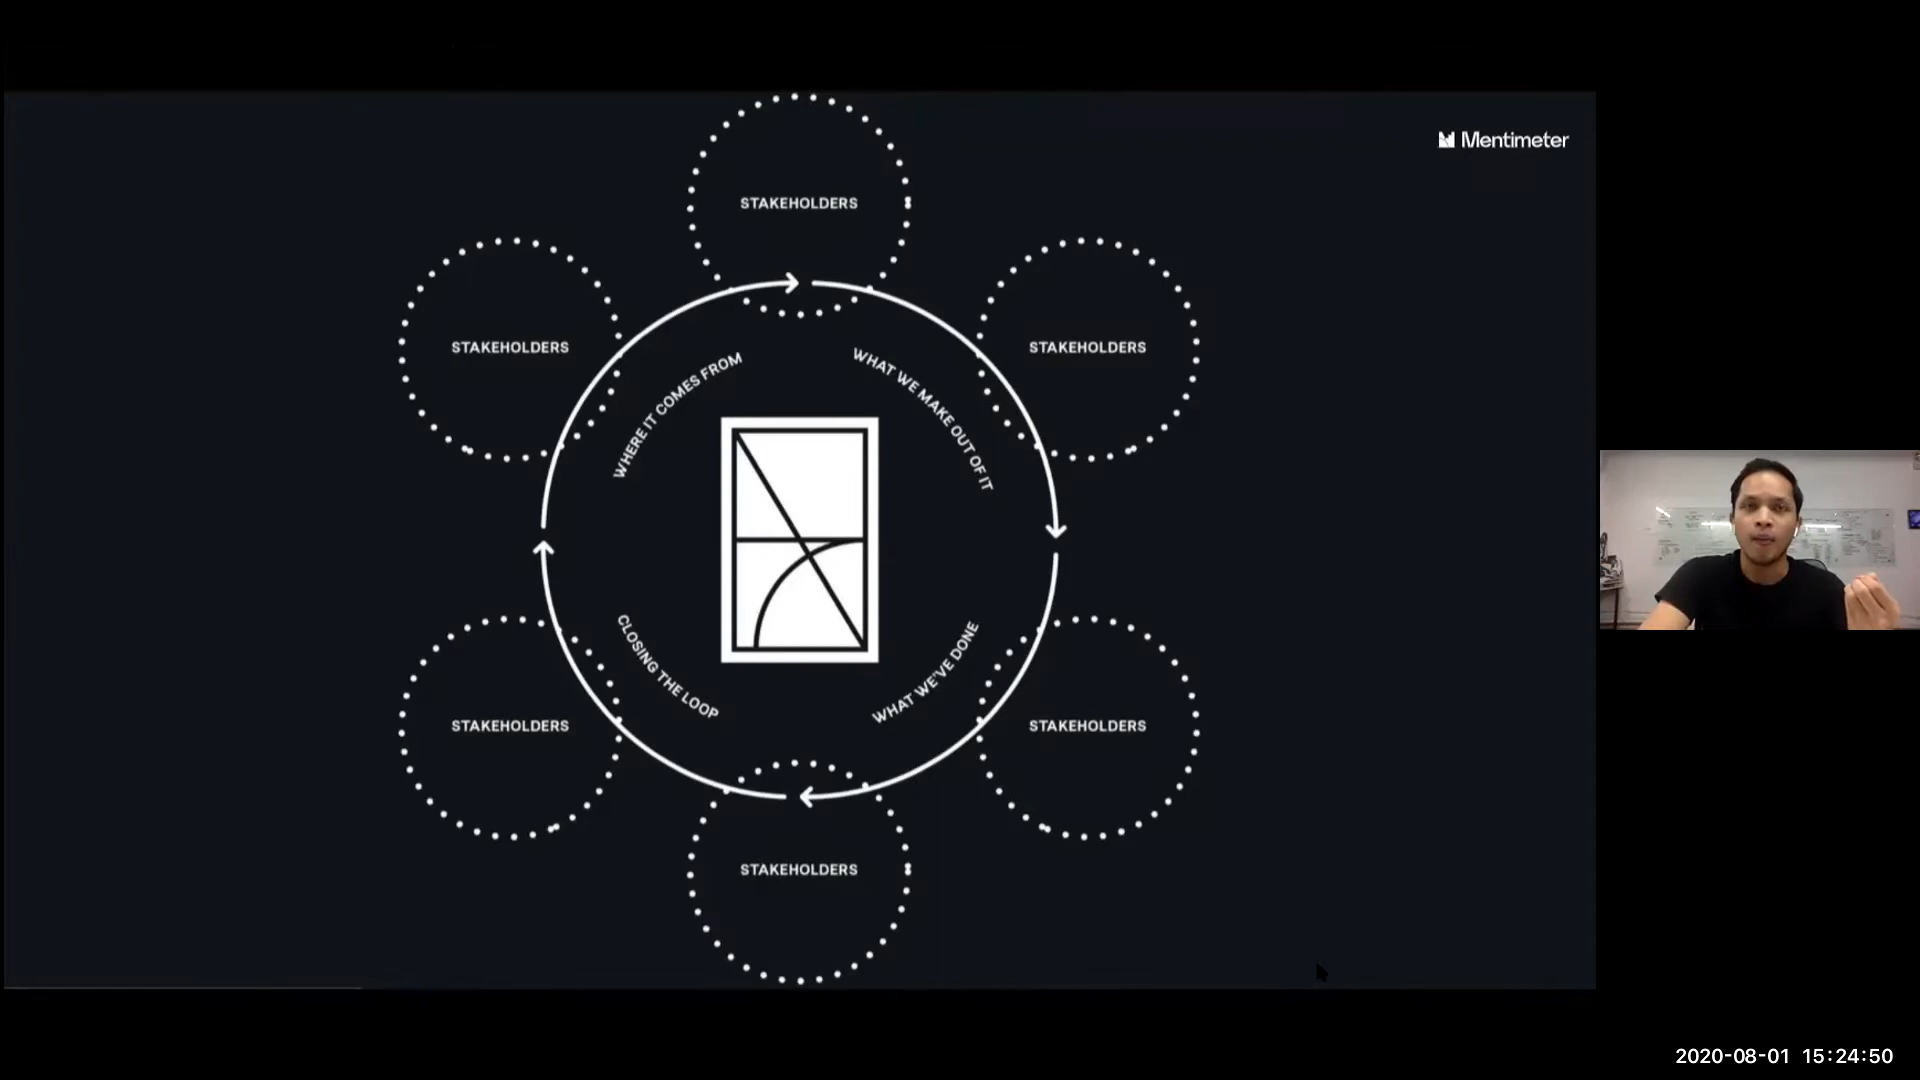 Mentimeter
STAKEHOLDERS
STAKEHOLDERS
STAKEHOLDERS
WHERE IT COMES FROM
WHAT WE MAKE OUT OF IT
CLOSING THE LOOP
WHAT WE'VE DONE
STAKEHOLDERS
STAKEHOLDERS
STAKEHOLDERS
2020-08-01 15:24:50